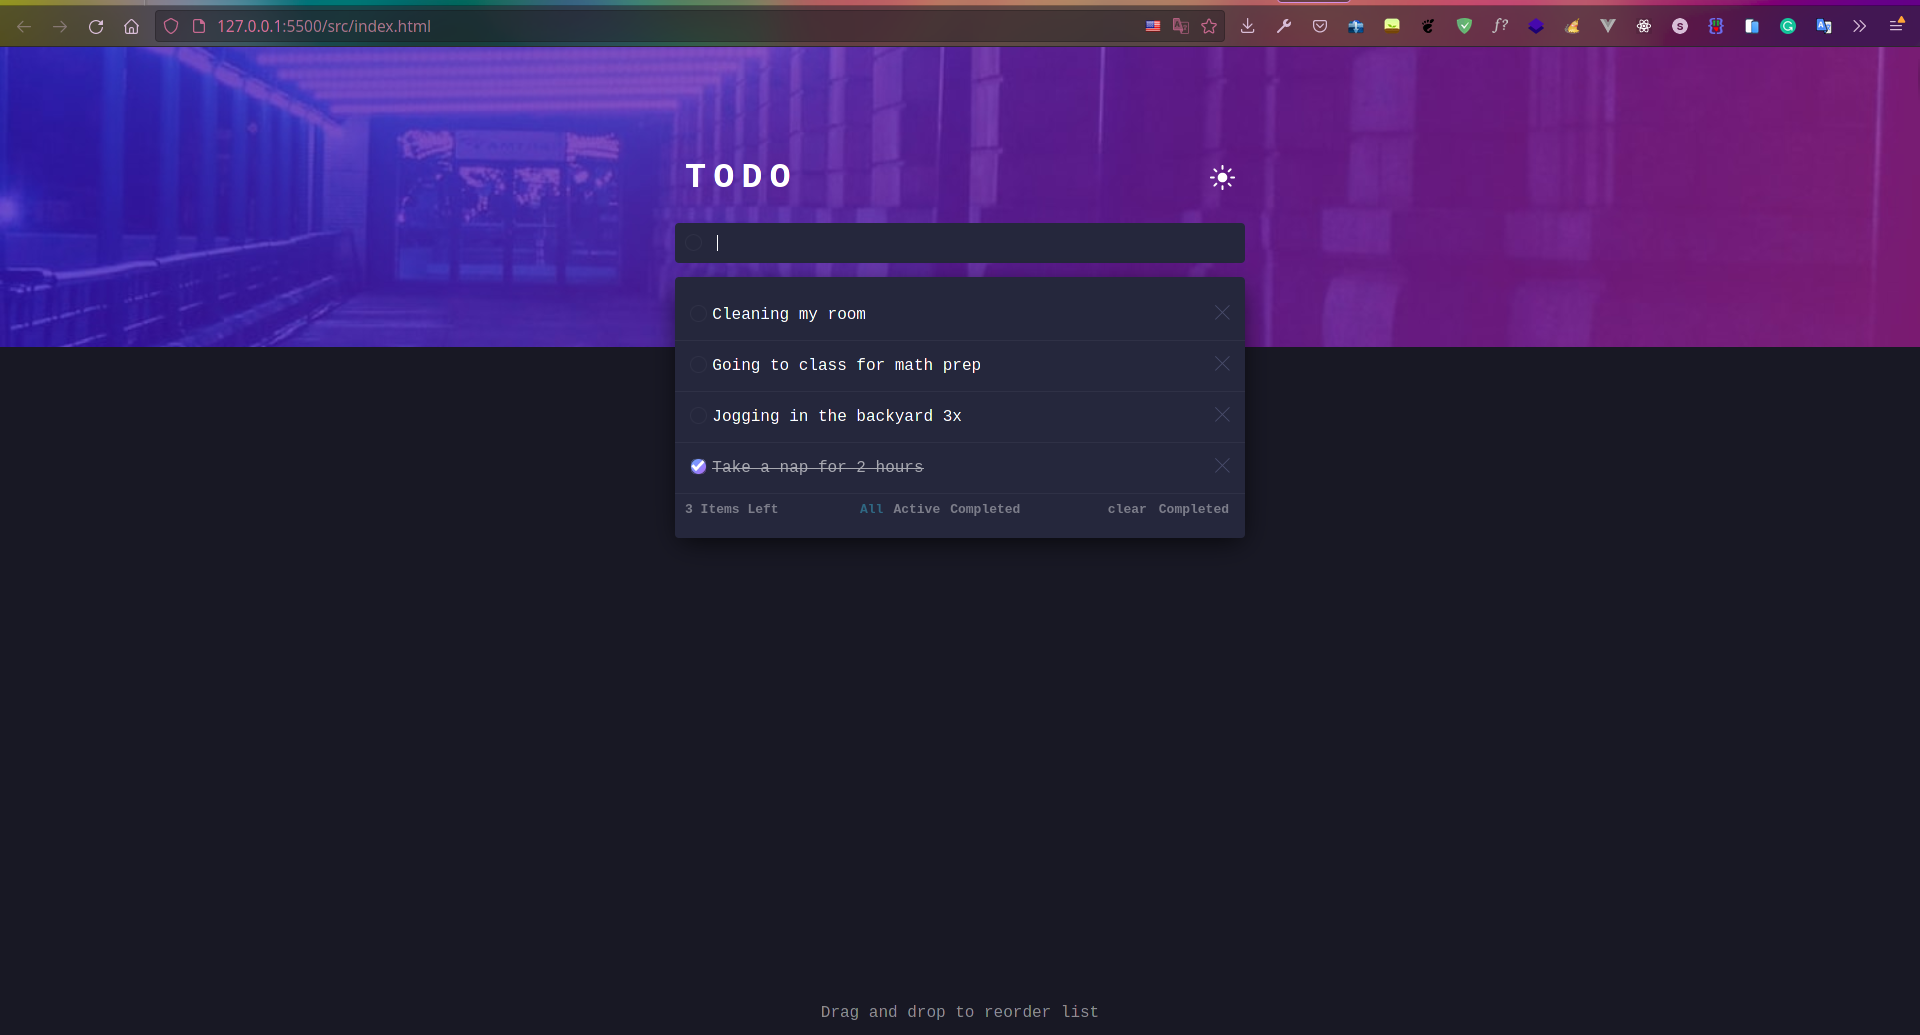 127.0.0.1:5500/src/index.html
TODO
Cleaning my room
Going to class for math prep
Jogging in the backyard 3x
Take a nap for 2 hours
3 Items Left All Active Completed clear Completed
Drag and drop to reorder list